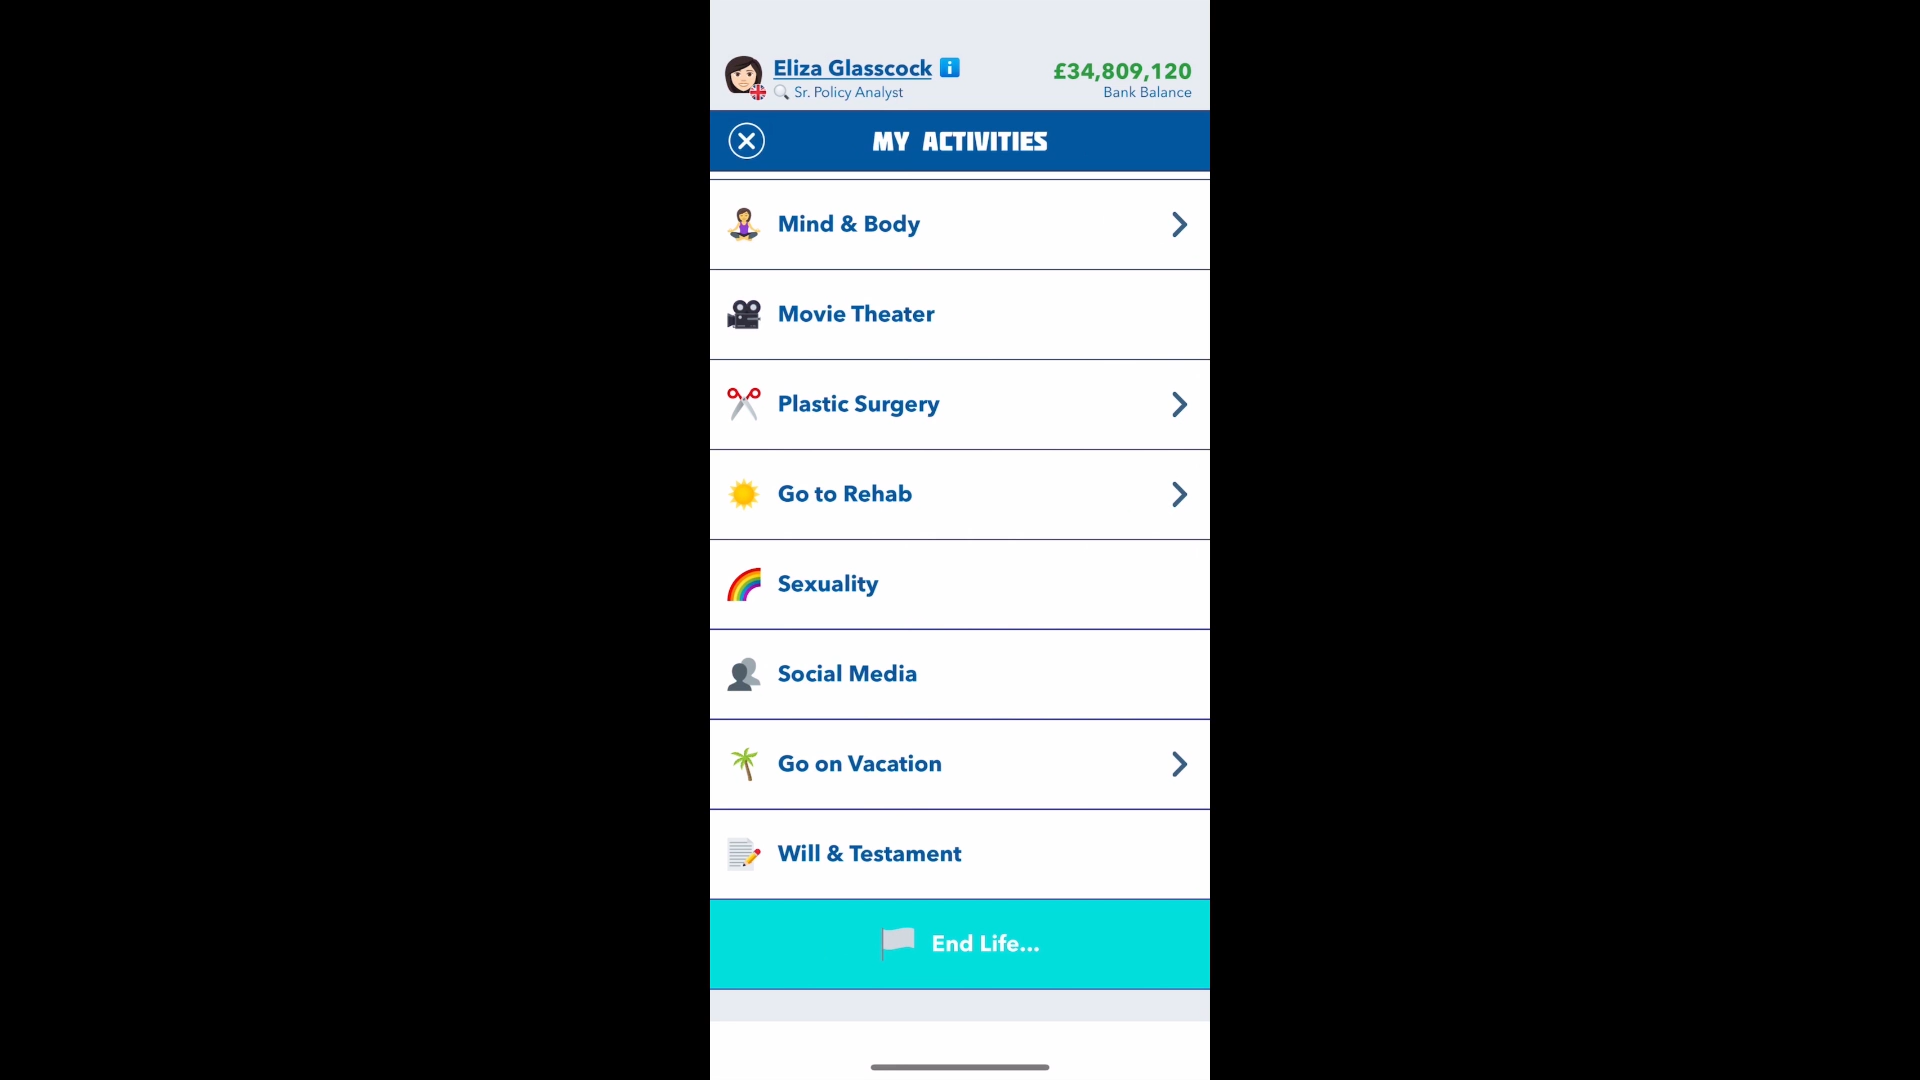 Eliza Glasscock
£34,809,120
Sr. Policy Analyst
Bank Balance
MY ACTIVITIES
Mind & Body
Movie Theater
Plastic Surgery
Go to Rehab
Sexuality
Social Media
Go on Vacation
Will & Testament
End Life...